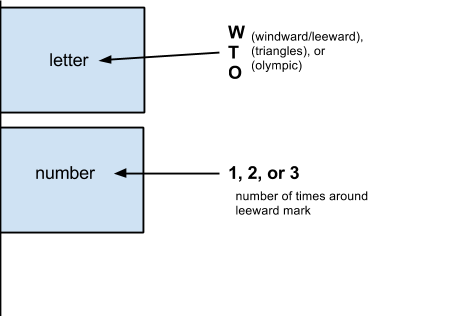 letter
W (windward/leeward),
T (triangles), or
O (olympic)
number
1, 2, or 3
number of times around
leeward mark